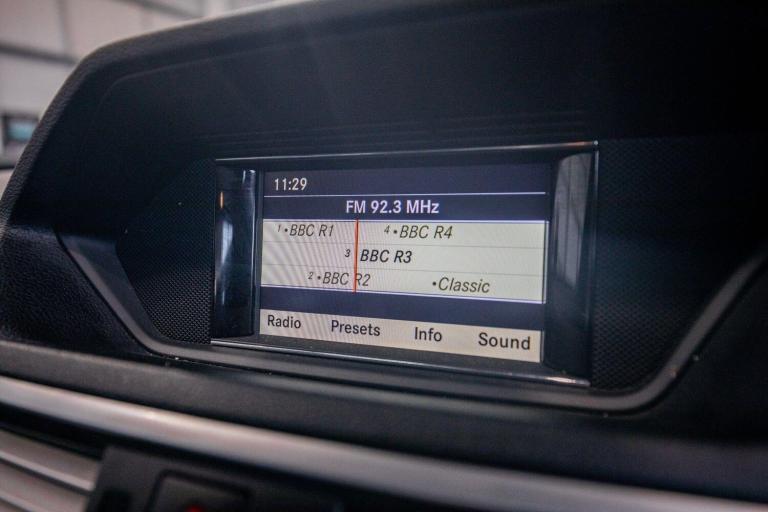 11:29
FM 92.3 MHz
1 •BBC R1 4 •BBC R4
3 BBC R3
2 •BBC R2 •Classic
Radio Presets Info Sound